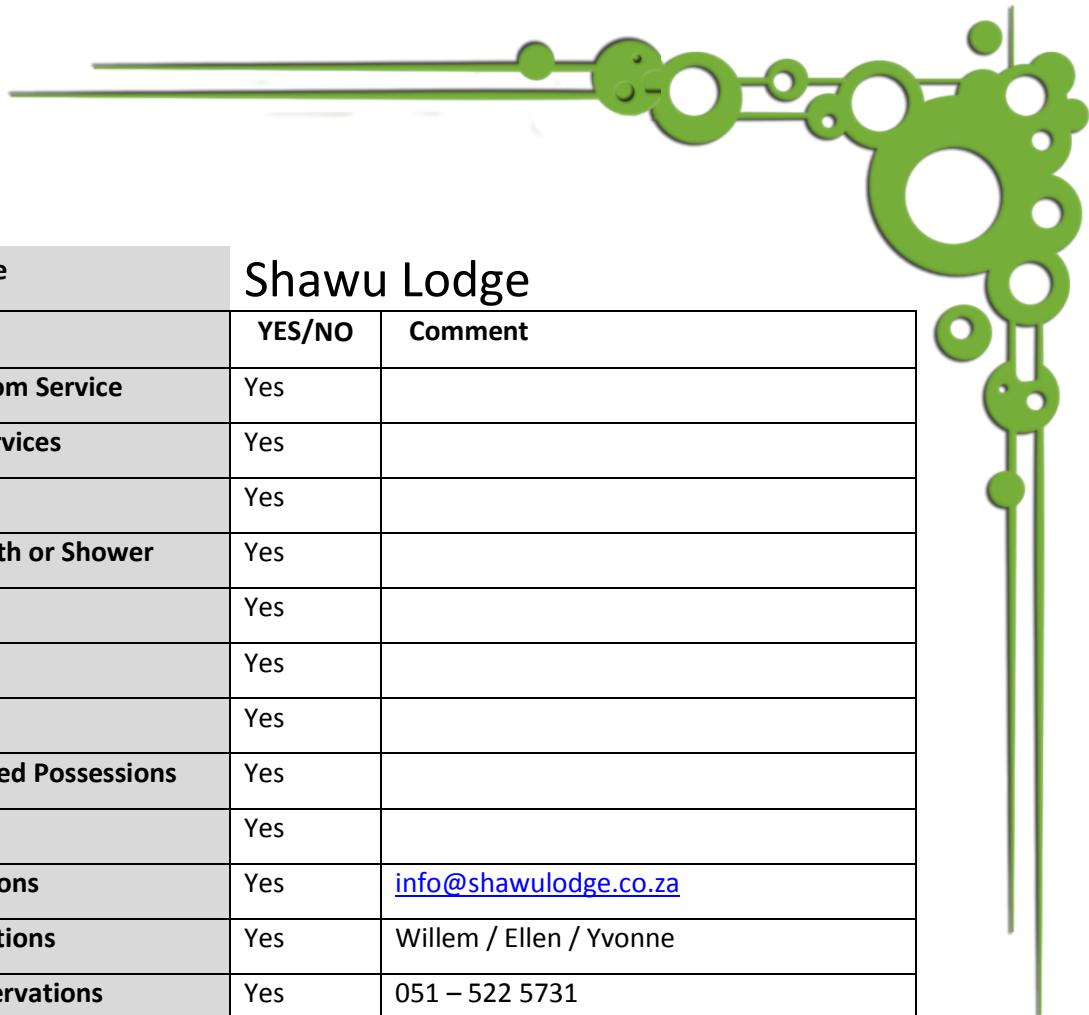 e Shawu Lodge
YES/NO Comment
om Service Yes
rvices Yes
Yes
th or Shower Yes
Yes
Yes
Yes
ed Possessions Yes
Yes
ons Yes info@shawulodge.co.za
tions Yes Willem / Ellen / Yvonne
ervations Yes 051 – 522 5731